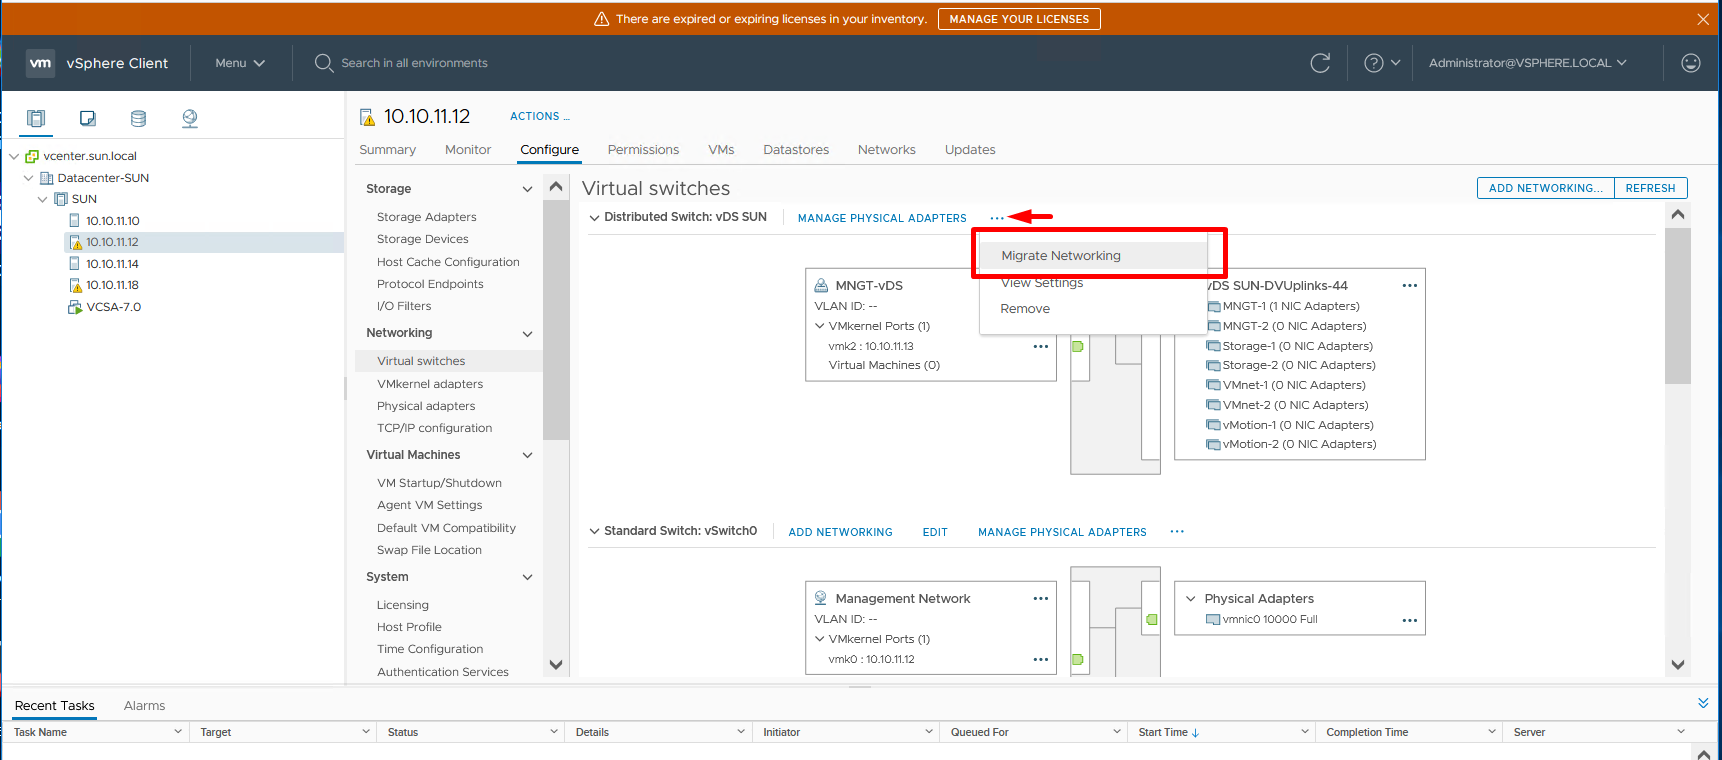 There are expired or expiring licenses in your inventory. MANAGE YOUR LICENSES
vm vSphere Client Menu Search in all environments Administrator@VSPHERE.LOCAL
vcenter.sun.local
Datacenter-SUN
SUN
10.10.11.10
10.10.11.12
10.10.11.14
10.10.11.18
VCSA-7.0
10.10.11.12 ACTIONS
Summary Monitor Configure Permissions VMs Datastores Networks Updates
Storage
Storage Adapters
Storage Devices
Host Cache Configuration
Protocol Endpoints
I/O Filters
Networking
Virtual switches
VMkernel adapters
Physical adapters
TCP/IP configuration
Virtual Machines
VM Startup/Shutdown
Agent VM Settings
Default VM Compatibility
Swap File Location
System
Licensing
Host Profile
Time Configuration
Authentication Services
Virtual switches ADD NETWORKING... REFRESH
Distributed Switch: vDS SUN MANAGE PHYSICAL ADAPTERS ...
Migrate Networking
View Settings
Remove
MNGT-vDS
VLAN ID: --
VMkernel Ports (1)
vmk2 : 10.10.11.13 ...
Virtual Machines (0)
vDS SUN-DVUplinks-44 ...
MNGT-1 (1 NIC Adapters)
MNGT-2 (0 NIC Adapters)
Storage-1 (0 NIC Adapters)
Storage-2 (0 NIC Adapters)
VMnet-1 (0 NIC Adapters)
VMnet-2 (0 NIC Adapters)
vMotion-1 (0 NIC Adapters)
vMotion-2 (0 NIC Adapters)
Standard Switch: vSwitch0 ADD NETWORKING EDIT MANAGE PHYSICAL ADAPTERS ...
Management Network ...
VLAN ID: --
VMkernel Ports (1)
vmk0 : 10.10.11.12 ...
Physical Adapters
vmnic0 10000 Full ...
Recent Tasks Alarms
Task Name Target Status Details Initiator Queued For Start Time ↓ Completion Time Server